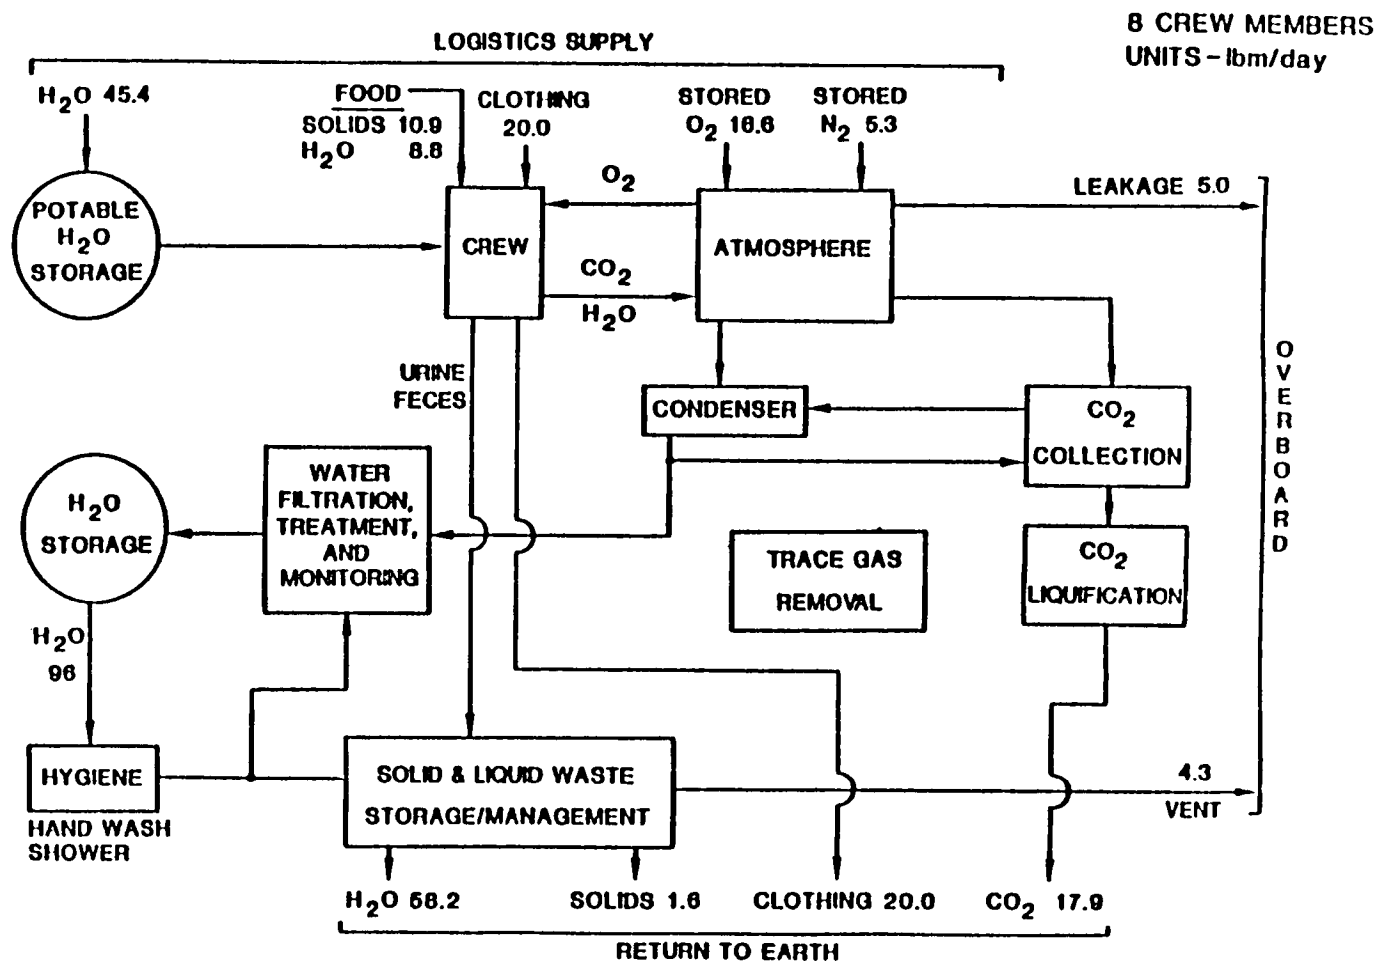 8 CREW MEMBERS
UNITS – lbm/day
LOGISTICS SUPPLY
H2O 45.4
FOOD
SOLIDS 10.9
H2O 8.8
CLOTHING
20.0
STORED
O2 16.6
STORED
N2 5.3
POTABLE
H2O
STORAGE
CREW
O2
CO2
H2O
ATMOSPHERE
LEAKAGE 5.0
OVERBOARD
URINE
FECES
CONDENSER
CO2
COLLECTION
H2O
STORAGE
WATER
FILTRATION,
TREATMENT,
AND
MONITORING
TRACE GAS
REMOVAL
CO2
LIQUIFICATION
H2O
96
HYGIENE
HAND WASH
SHOWER
SOLID & LIQUID WASTE
STORAGE/MANAGEMENT
4.3
VENT
H2O 58.2
SOLIDS 1.6
CLOTHING 20.0
CO2 17.9
RETURN TO EARTH